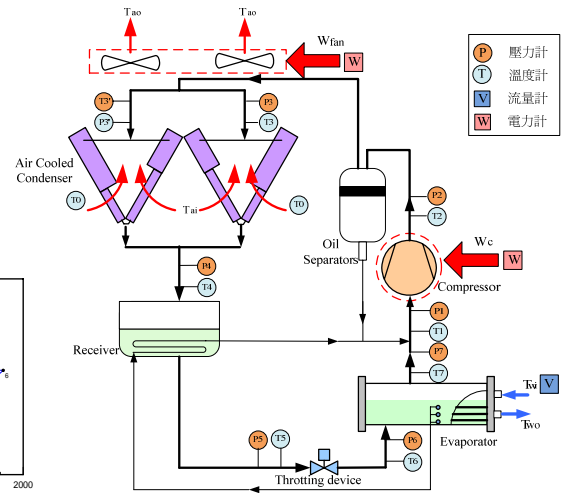 Tao
Tao
Wfan
W
P
壓力計
T
溫度計
V
流量計
W
電力計
T3'
P3'
P3
T3
Air Cooled
Condenser
T0
Tai
T0
P2
T2
Oil
Separators
Wc
W
Compressor
P4
T4
P1
T1
P7
T7
Receiver
6
Twi
V
Two
Evaporator
P5
T5
P6
T6
Throtting device
2000